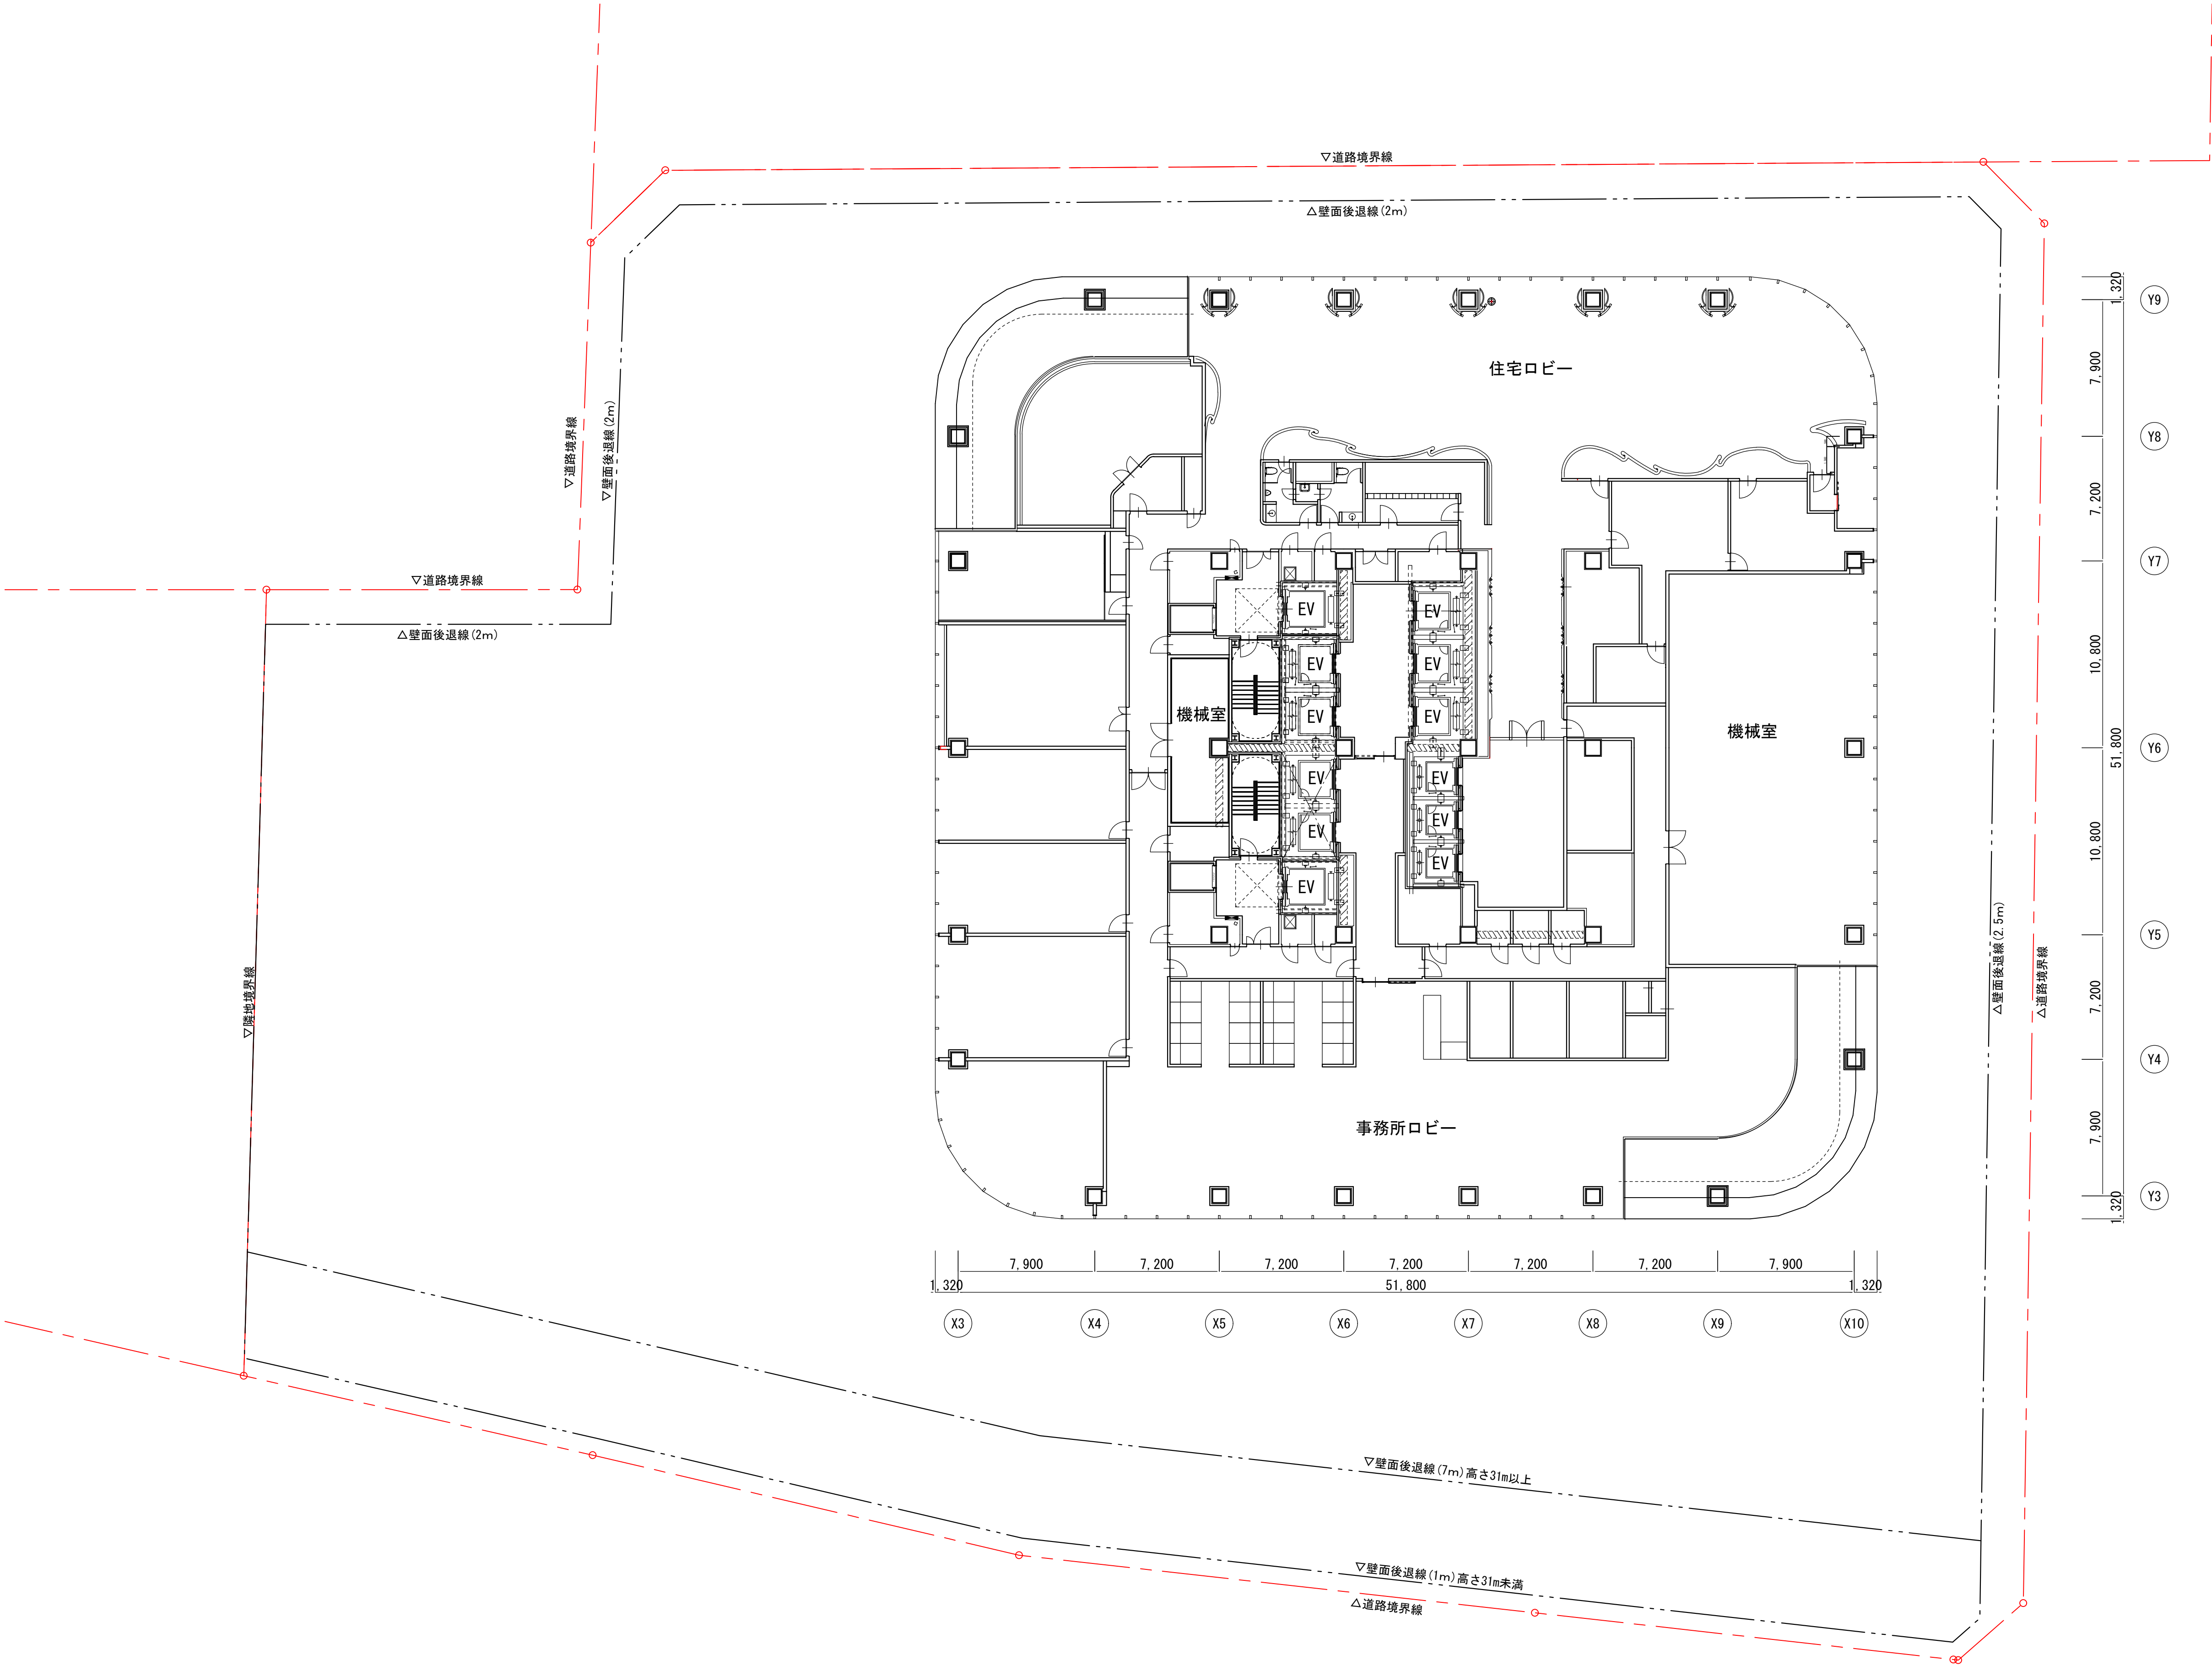 ▽道路境界線
△壁面後退線(2m)
1,320
Y9
住宅ロビー
7,900
▽道路境界線
▽壁面後退線(2m)
Y8
7,200
Y7
▽道路境界線
△壁面後退線(2m)
EV
EV
EV
EV
10,800
機械室
EV
EV
機械室
51,800
Y6
EV
EV
EV
EV
EV
10,800
EV
△壁面後退線(2.5m)
Y5
▽隣地境界線
△道路境界線
7,200
Y4
事務所ロビー
7,900
Y3
1,320
7,900
7,200
7,200
7,200
7,200
7,200
7,900
1,320
51,800
1,320
X3
X4
X5
X6
X7
X8
X9
X10
▽壁面後退線(7m)高さ31m以上
▽壁面後退線(1m)高さ31m未満
△道路境界線